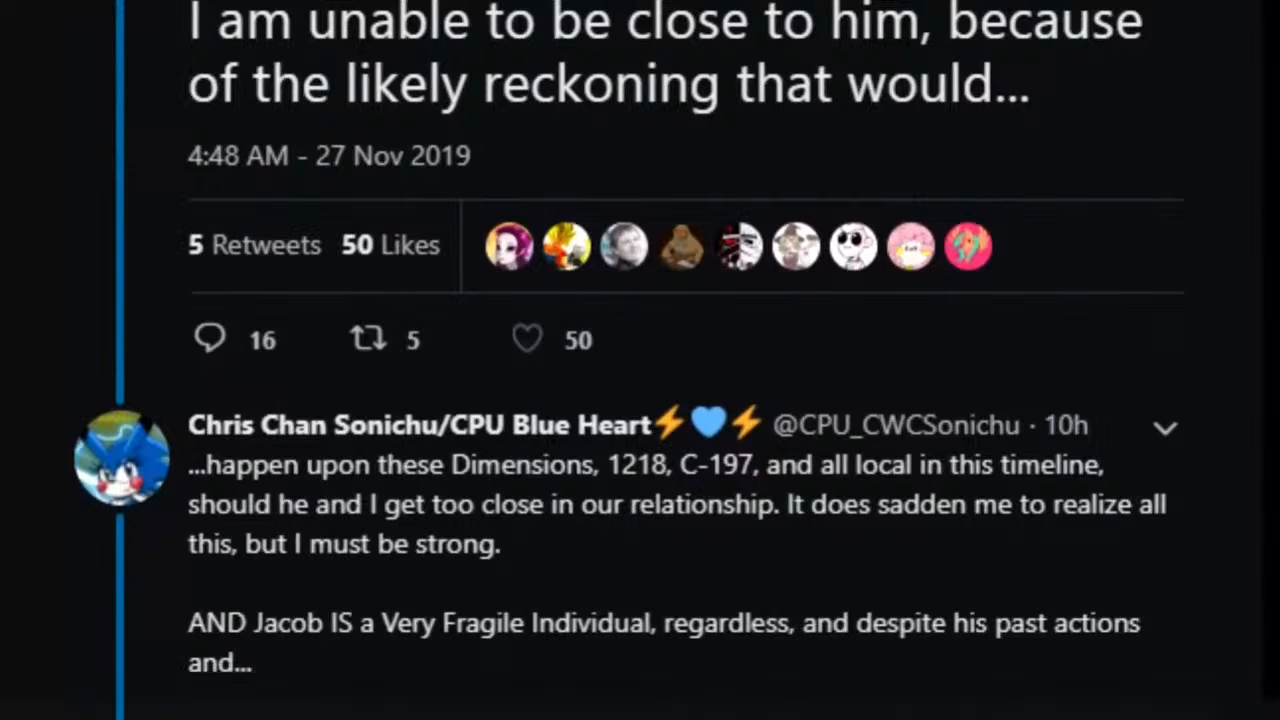 I am unable to be close to him, because
of the likely reckoning that would...
4:48 AM - 27 Nov 2019
5 Retweets 50 Likes
16 5 50
Chris Chan Sonichu/CPU Blue Heart⚡💙⚡ @CPU_CWCSonichu · 10h
...happen upon these Dimensions, 1218, C-197, and all local in this timeline,
should he and I get too close in our relationship. It does sadden me to realize all
this, but I must be strong.
AND Jacob IS a Very Fragile Individual, regardless, and despite his past actions
and...